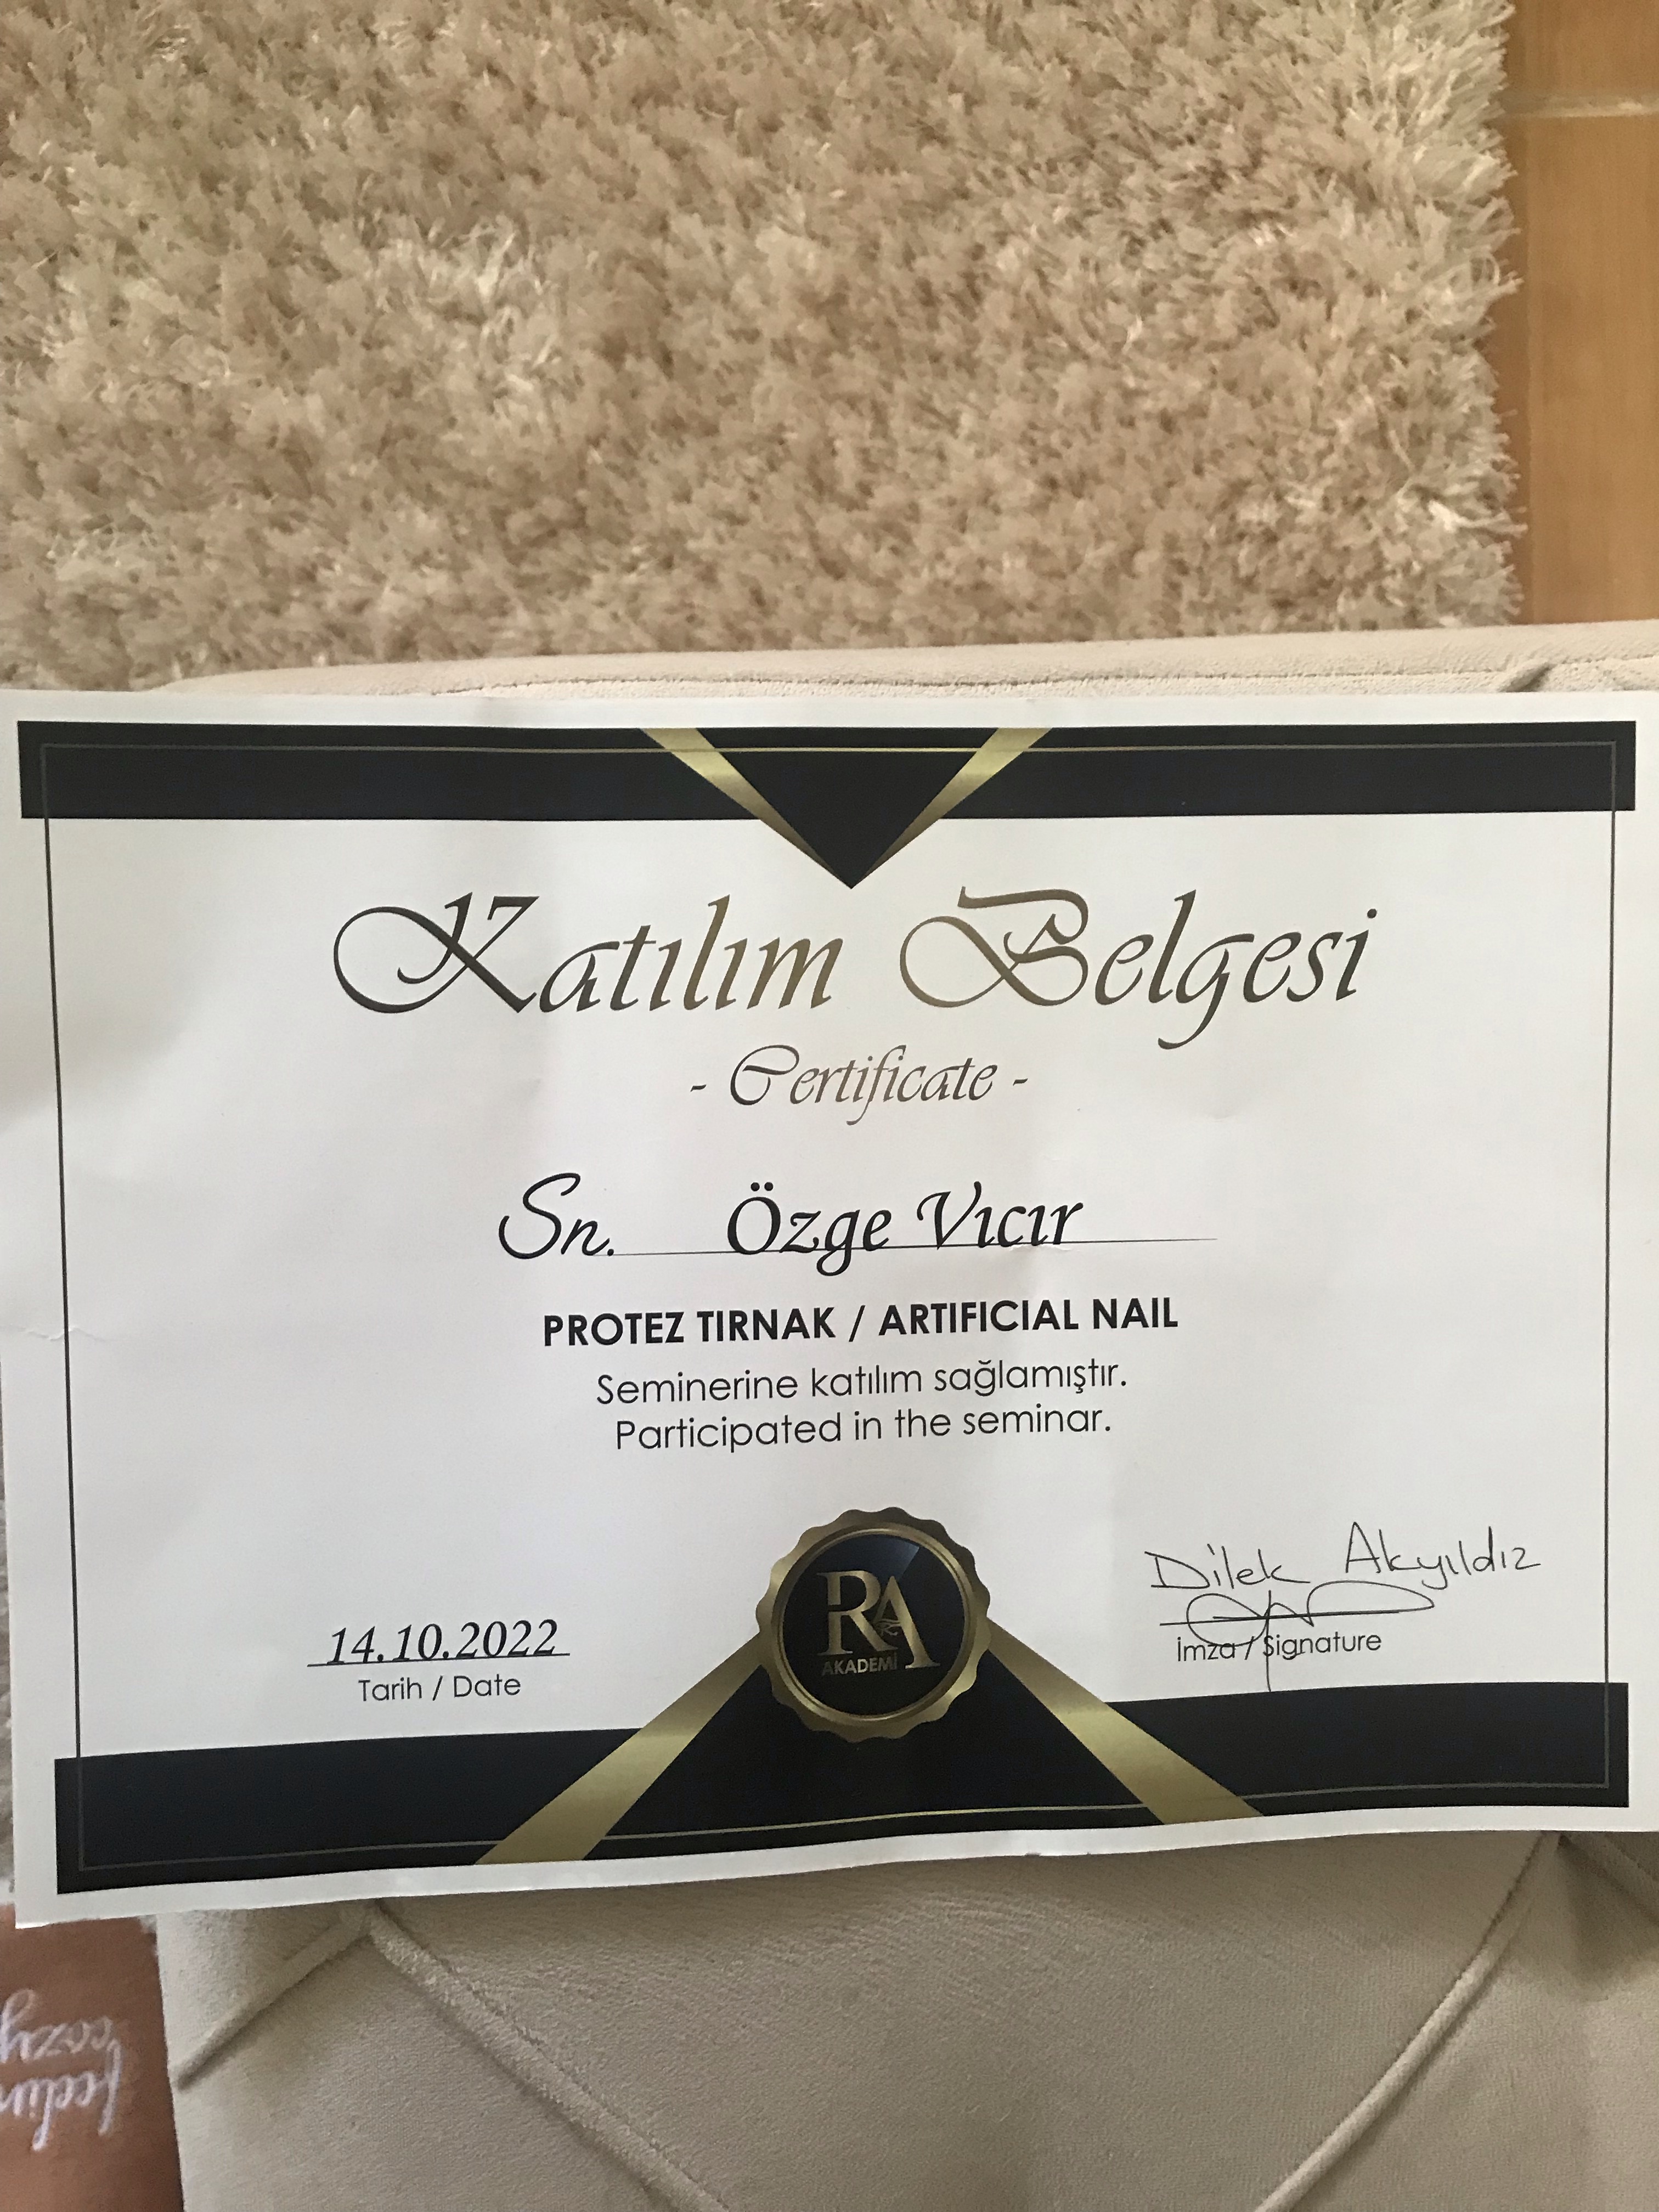 Katılım Belgesi
- Certificate -
Sn. Özge Vıcır
PROTEZ TIRNAK / ARTIFICIAL NAIL
Seminerine katılım sağlamıştır.
Participated in the seminar.
14.10.2022
Tarih / Date
RA
AKADEMİ
Dilek Akyıldız
İmza / Signature
cozy